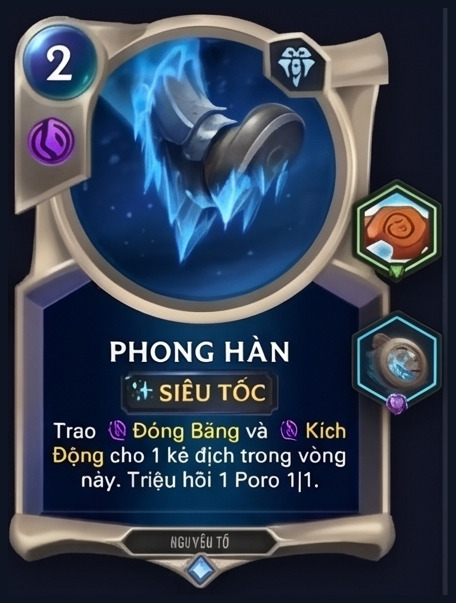 2
PHONG HÀN
SIÊU TỐC
Trao Đóng Băng và Kích
Động cho 1 kẻ địch trong vòng
này. Triệu hồi 1 Poro 1|1.
NGUYÊN TỐ